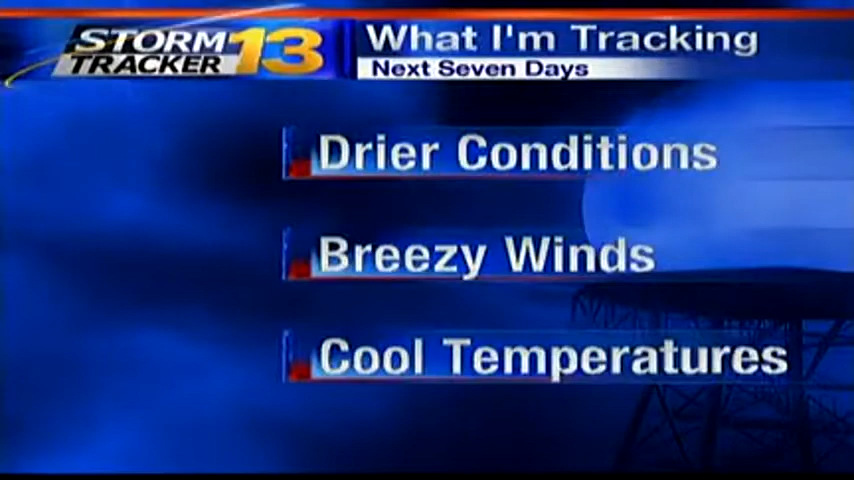 STORM TRACKER 13
What I'm Tracking
Next Seven Days
Drier Conditions
Breezy Winds
Cool Temperatures